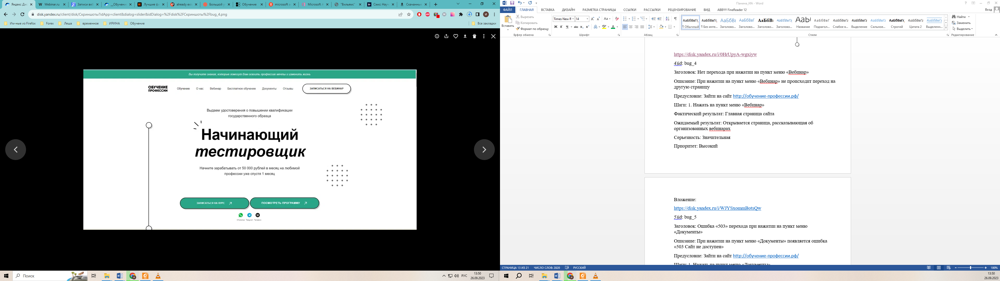 Яндекс Дис
Webinar.ru
Записи веб
__Обучени
Лучшие фи
already exi
Большой у
Обучение
microsoft a
Microsoft A
"Вильямс"
Сэмс: Науч
Скачанны
disk.yandex.ru/client/disk/Скриншоты?idApp=client&dialog=slider&idDialog=%2Fdisk%2FСкриншоты%2Fbug_4.png
Им-ные из Firefox
Forex
Леша
временное
ИРИНА
Обучение
Все закладки
Вы получите знания, которые помогут Вам освоить профессию мечты и изменить жизнь
ОБУЧЕНИЕ
ПРОФЕССИИ
Обучение
О нас
Вебинар
Бесплатное обучение
Документы
Отзывы
ЗАПИСАТЬСЯ НА ВЕБИНАР
Выдаем удостоверения о повышении квалификации
государственного образца
Начинающий
тестировщик
Начните зарабатывать от 50 000 рублей в месяц на любимой
профессии уже спустя 1 месяц
ЗАПИСАТЬСЯ НА КУРС
ПОСМОТРЕТЬ ПРОГРАММУ
WhatsApp Telegram Телефон
Поиск
РУС
13:50
26.09.2023
Панина_ИА - Word
ФАЙЛ
ГЛАВНАЯ
ВСТАВКА
ДИЗАЙН
РАЗМЕТКА СТРАНИЦЫ
ССЫЛКИ
РАССЫЛКИ
РЕЦЕНЗИРОВАНИЕ
ВИД
ABBYY FineReader 12
Вход
Вставить
Вырезать
Копировать
Формат по образцу
Буфер обмена
Times New R
14
Шрифт
Абзац
АаБбВвГг, АаБбВвГг, АаБбВı АаБбВвГ АаБбВı АаБбВвГг, АаЫ АаБбВвГ АаБбВвГг АаБбВвГг АаБбВвГг АаБбВвГг, АаБбВвГг АаБбВвГг
¶ Обычный
¶ Без инте...
Заголово...
Заголово...
Заголово...
Заголово...
Название
Подзагол...
Слабое в...
Выделение
Сильное...
Строгий
Цитата 2
Выделенн...
Стили
Найти
Заменить
Выделить
Редактирование
https://disk.yandex.ru/i/0HrUpyA-wgxiyw
4)id: bug_4
Заголовок: Нет перехода при нажатии на пункт меню «Вебинар»
Описание: При нажатии на пункт меню «Вебинар» не происходит переход на
другую страницу
Предусловие: Зайти на сайт http://обучение-профессии.рф/
Шаги: 1. Нажать на пункт меню «Вебинар»
Фактический результат: Главная страница сайта
Ожидаемый результат: Открывается страница, рассказывающая об
организованных вебинарах
Серьезность: Значительная
Приоритет: Высокий
Вложение:
https://disk.yandex.ru/i/WJYSxommBotsQw
5)id: bug_5
Заголовок: Ошибка «503» перехода при нажатии на пункт меню
«Документы»
Описание: При нажатии на пункт меню «Документы» появляется ошибка
«503 Сайт не доступен»
Предусловие: Зайти на сайт http://обучение-профессии.рф/
Шаги: 1. Нажать на пункт меню «Документы»
СТРАНИЦА 13 ИЗ 21
ЧИСЛО СЛОВ: 2820
РУССКИЙ
100%
13:50
26.09.2023